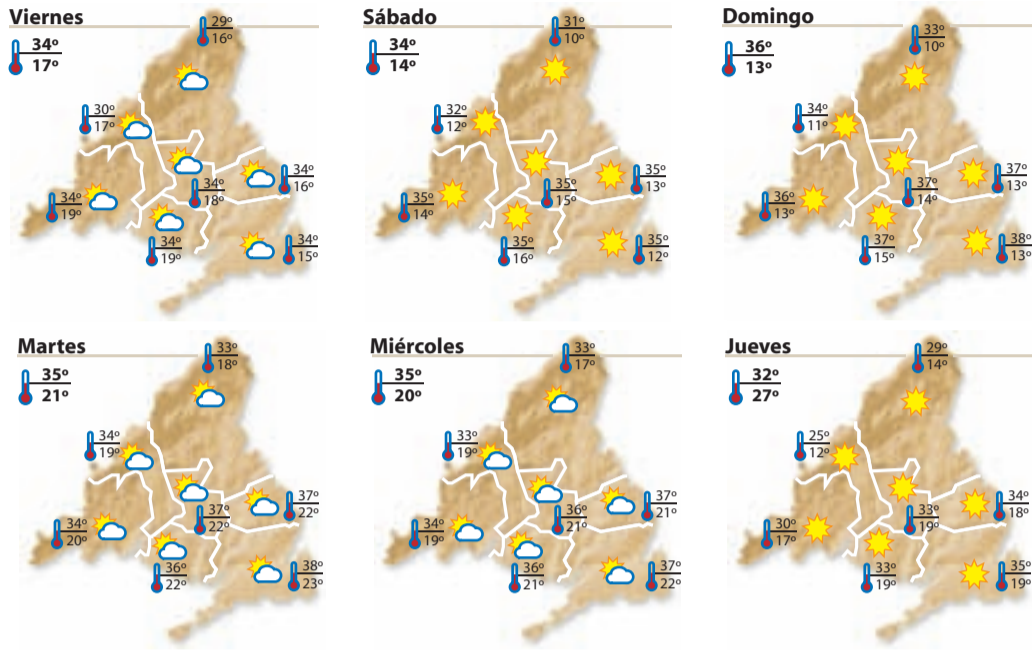 Viernes
34º
17º
29º
16º
30º
17º
34º
16º
34º
18º
34º
19º
34º
19º
34º
15º
Sábado
34º
14º
31º
10º
32º
12º
35º
13º
35º
15º
35º
14º
35º
16º
35º
12º
Domingo
36º
13º
33º
10º
34º
11º
37º
13º
37º
14º
36º
13º
37º
15º
38º
13º
Martes
35º
21º
33º
18º
34º
19º
37º
22º
37º
22º
34º
20º
36º
22º
38º
23º
Miércoles
35º
20º
33º
17º
33º
19º
37º
21º
36º
21º
34º
19º
36º
21º
37º
22º
Jueves
32º
27º
29º
14º
25º
12º
34º
18º
33º
19º
30º
17º
33º
19º
35º
19º